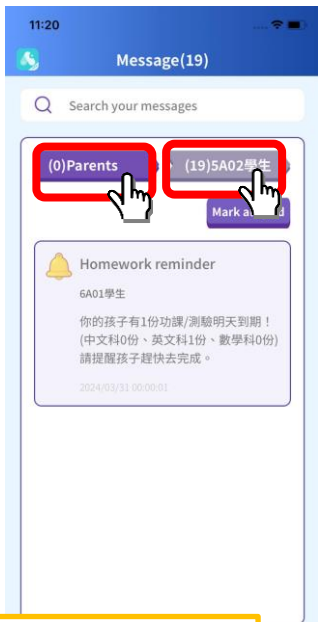 11:20
Message(19)
Search your messages
(0)Parents
(19)5A02學生
Mark a
Homework reminder
6A01學生
你的孩子有1份功課/測驗明天到期！
(中文科0份、英文科1份、數學科0份)
請提醒孩子趕快去完成。
2024/03/31 00:00:01